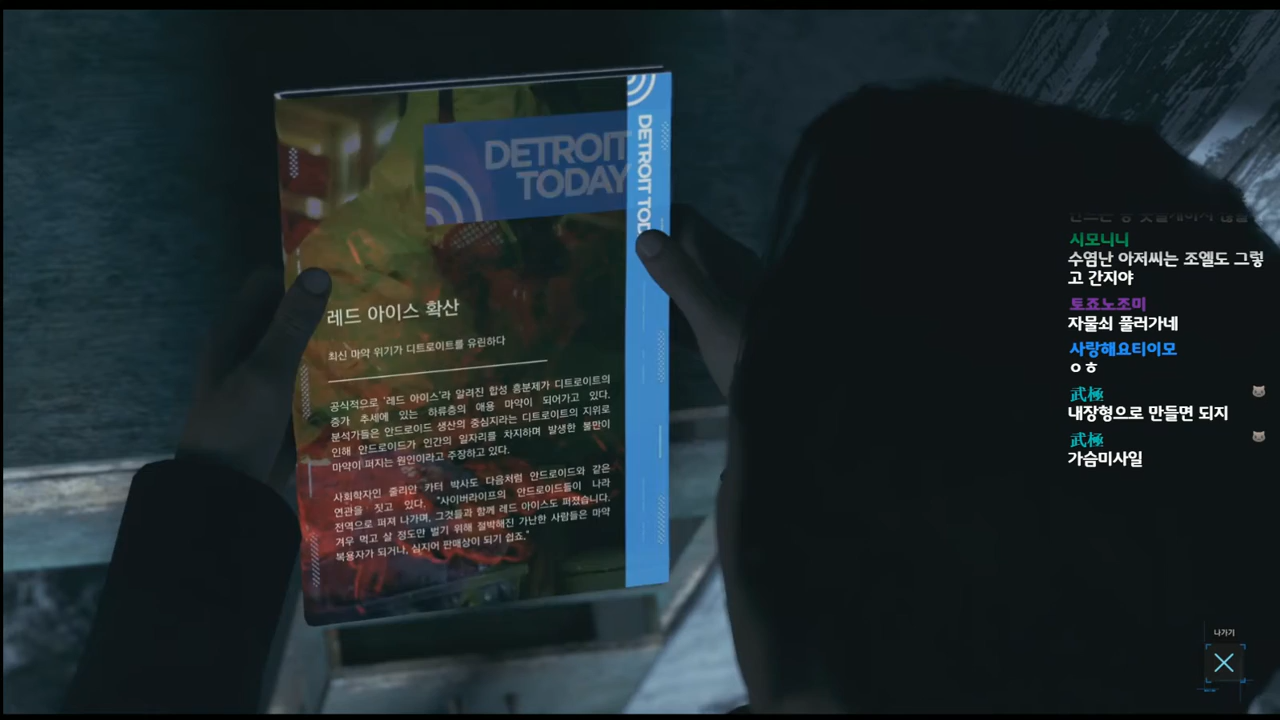 DETROIT
TODAY
DETROIT TOD
레드 아이스 확산
최신 마약 위기가 디트로이트를 유린하다
공식적으로 '레드 아이스'라 알려진 합성 흥분제가 디트로이트의
증가 추세에 있는 하류층의 애용 마약이 되어가고 있다.
분석가들은 안드로이드 생산의 중심지라는 디트로이트의 지위로
인해 안드로이드가 인간의 일자리를 차지하며 발생한 불만이
마약이 퍼지는 원인이라고 주장하고 있다.
사회학자인 줄리안 카터 박사도 다음처럼 안드로이드와 같은
연관을 짓고 있다. "사이버라이프의 안드로이드들이 나라
전역으로 퍼져 나가며, 그것들과 함께 레드 아이스도 퍼졌습니다.
겨우 먹고 살 정도만 벌기 위해 절박해진 가난한 사람들은 마약
복용자가 되거나, 심지어 판매상이 되기 쉽죠."
시모니니
수염난 아저씨는 조엘도 그렇
고 간지야
토죠노조미
자물쇠 풀러가네
사랑해요티이모
ㅇㅎ
武極
내장형으로 만들면 되지
武極
가슴미사일
나가기